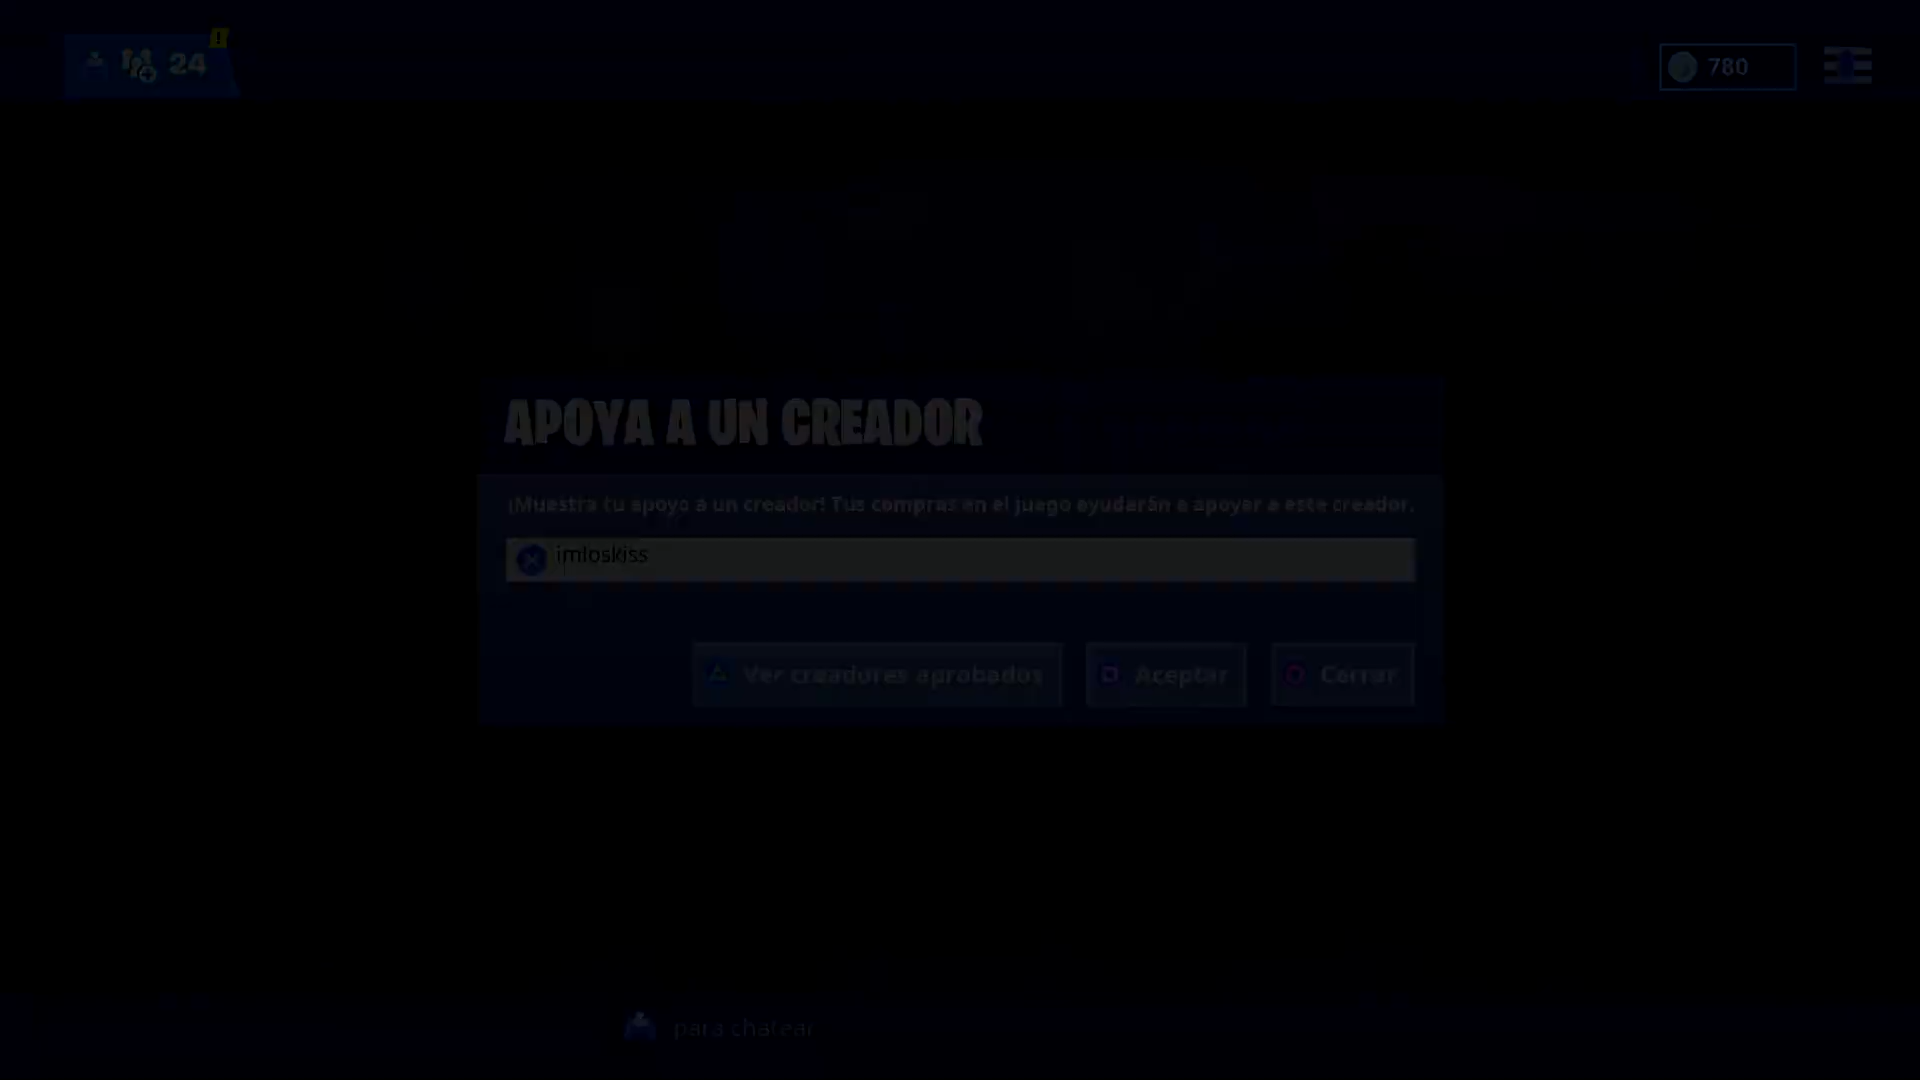 24
!
780
APOYA A UN CREADOR
¡Muestra tu apoyo a un creador! Tus compras en el juego ayudarán a apoyar a este creador.
imloskiss
Ver creadores aprobados
Aceptar
Cerrar
para chatear